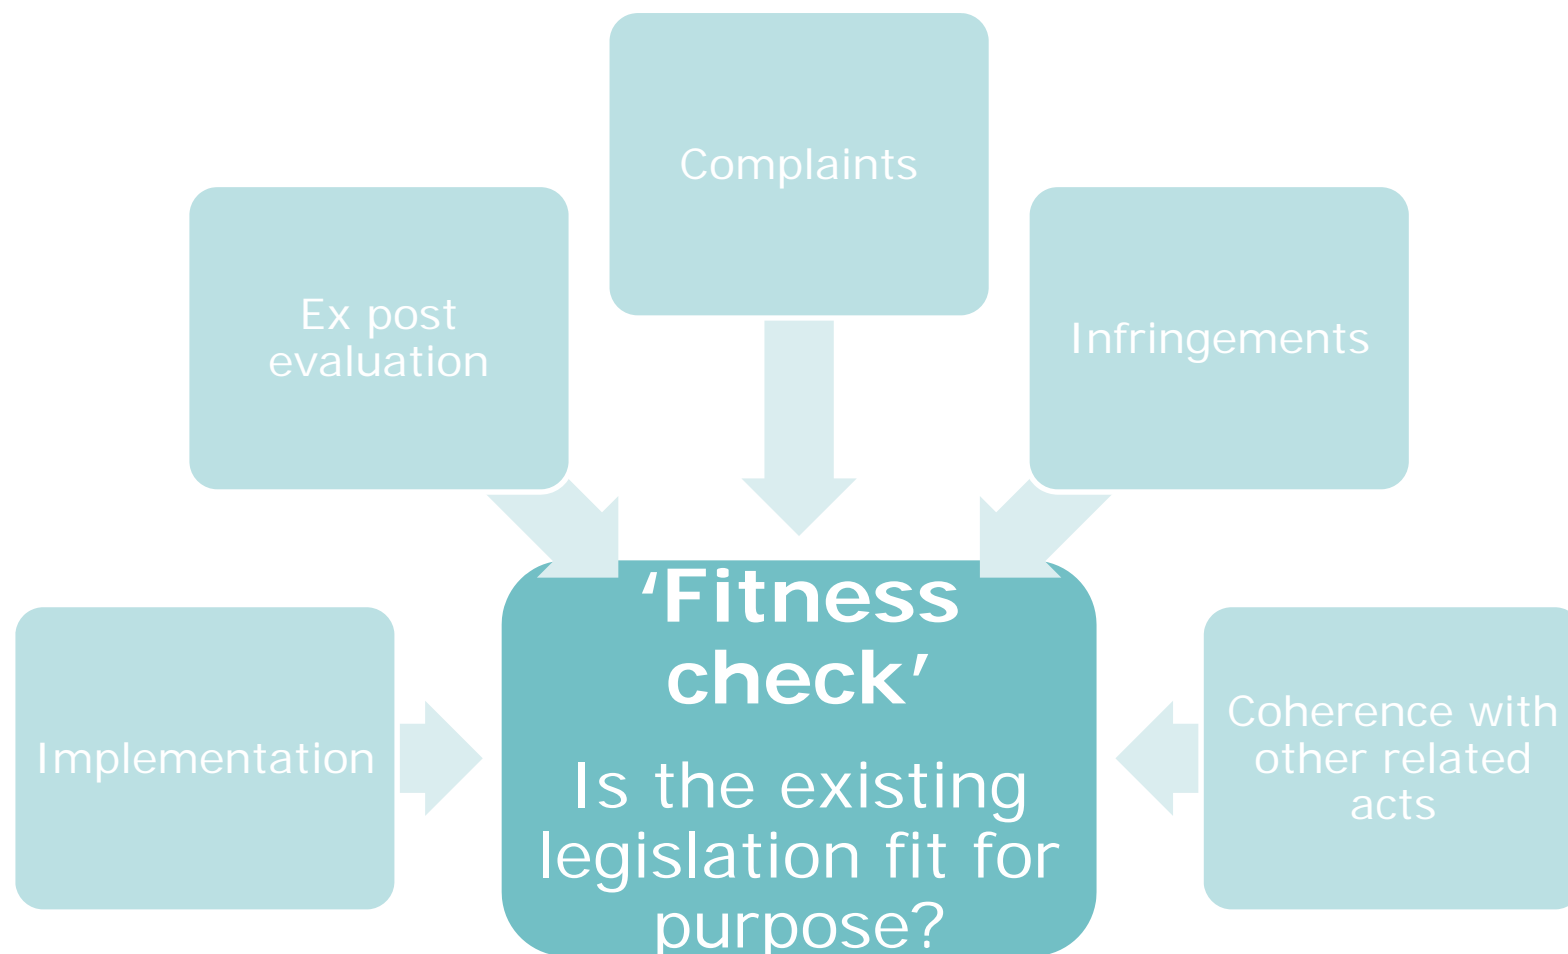 Complaints
Ex post
evaluation
Infringements
‘Fitness
check’
Is the existing
legislation fit for
purpose?
Implementation
Coherence with
other related
acts